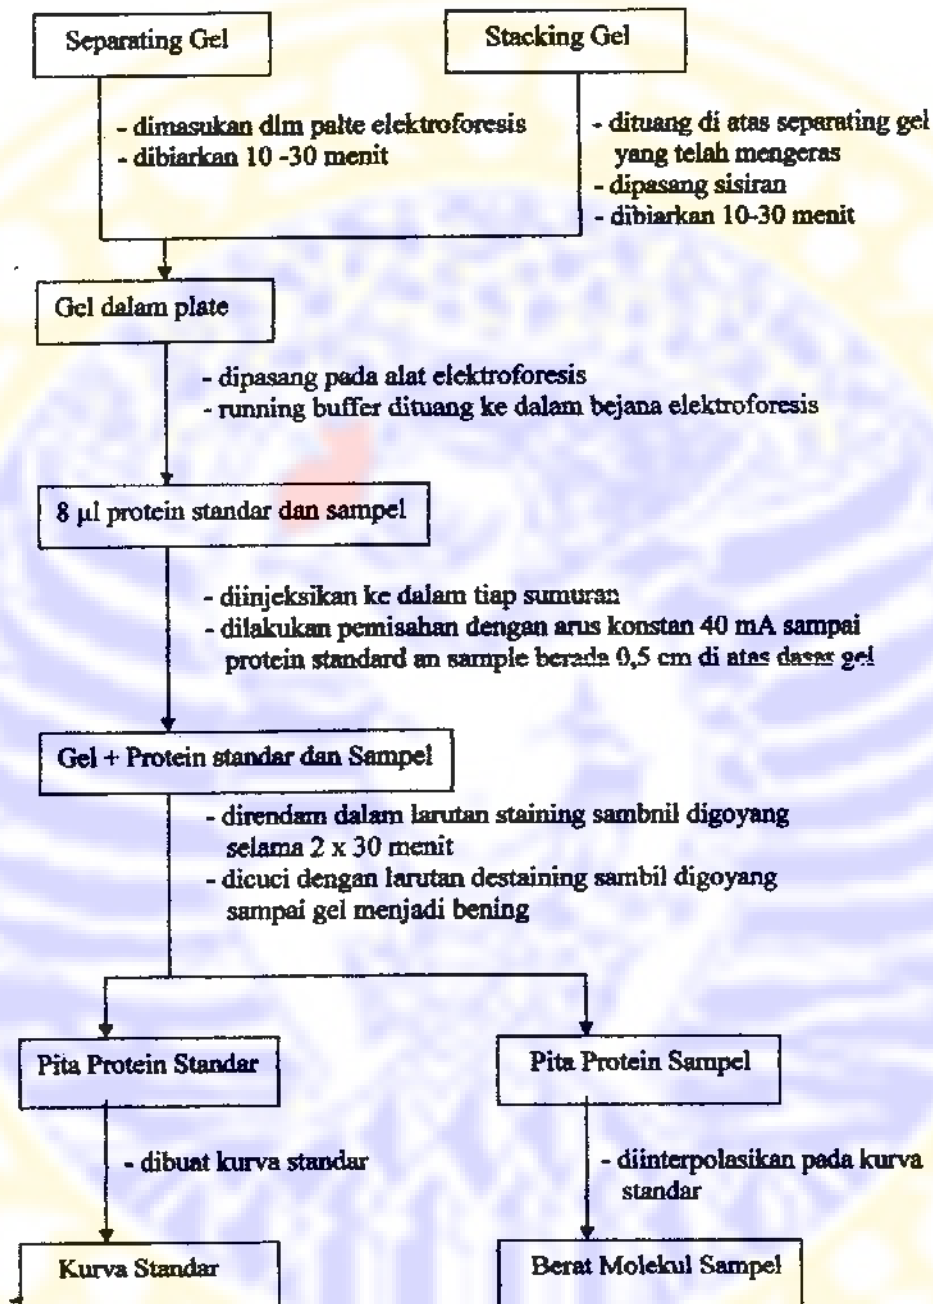 Separating Gel
Stacking Gel
- dimasukan dlm palte elektroforesis
- dibiarkan 10 -30 menit
- dituang di atas separating gel
yang telah mengeras
- dipasang sisiran
- dibiarkan 10-30 menit
Gel dalam plate
- dipasang pada alat elektroforesis
- running buffer dituang ke dalam bejana elektroforesis
8 µl protein standar dan sampel
- diinjeksikan ke dalam tiap sumuran
- dilakukan pemisahan dengan arus konstan 40 mA sampai
protein standard an sample berada 0,5 cm di atas dasar gel
Gel + Protein standar dan Sampel
- direndam dalam larutan staining sambnil digoyang
selama 2 x 30 menit
- dicuci dengan larutan destaining sambil digoyang
sampai gel menjadi bening
Pita Protein Standar
Pita Protein Sampel
- dibuat kurva standar
- diinterpolasikan pada kurva
standar
Kurva Standar
Berat Molekul Sampel